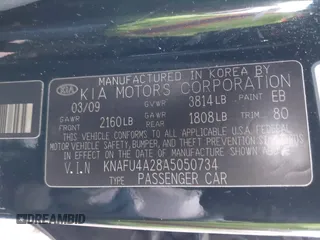 MANUFACTURED IN KOREA BY
KIA KIA MOTORS CORPORATION
03/09 GVWR 3814LB PAINT EB
GAWR FRONT 2160LB GAWR REAR 1808LB TRIM 80
THIS VEHICLE CONFORMS TO ALL APPLICABLE U.S.A FEDERAL
MOTOR VEHICLE SAFETY, BUMPER, AND THEFT PREVENTION
STANDARDS IN EFFECT ON THE DATE OF MANUFACTURE
SHOWN ABOVE.
V.I.N KNAFU4A28A5050734
TYPE PASSENGER CAR
DREAMBID